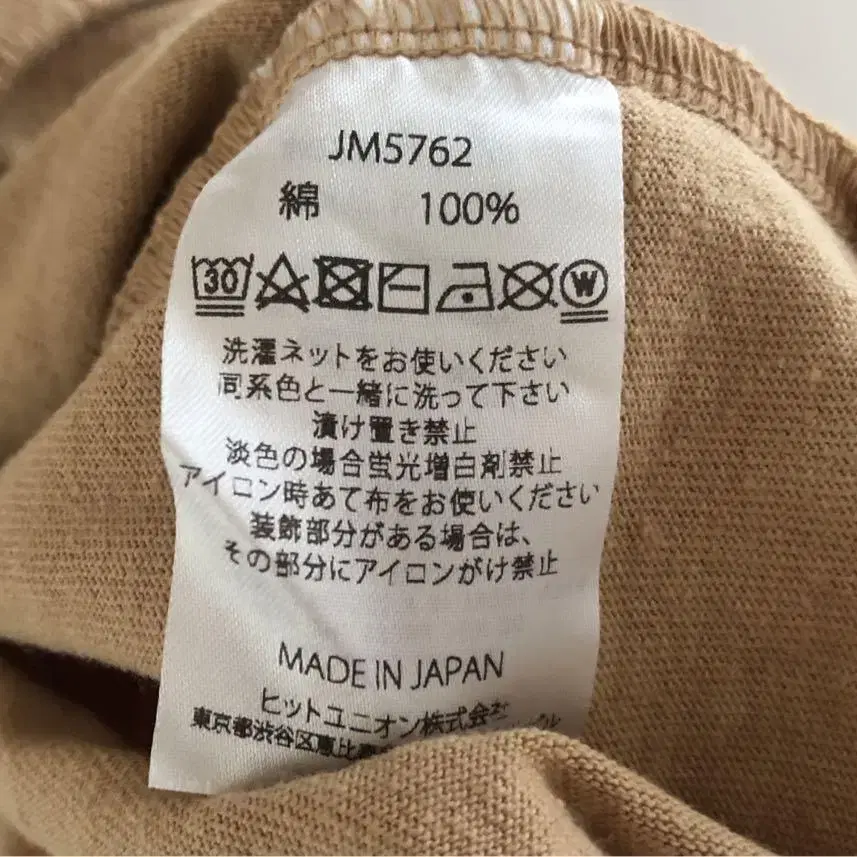 JM5762
綿 100%
30 W
洗濯ネットをお使いください
同系色と一緒に洗って下さい
漬け置き禁止
淡色の場合蛍光増白剤禁止
アイロン時あて布をお使いください
装飾部分がある場合は、
その部分にアイロンがけ禁止
MADE IN JAPAN
ヒットユニオン株式会社
東京都渋谷区恵比寿